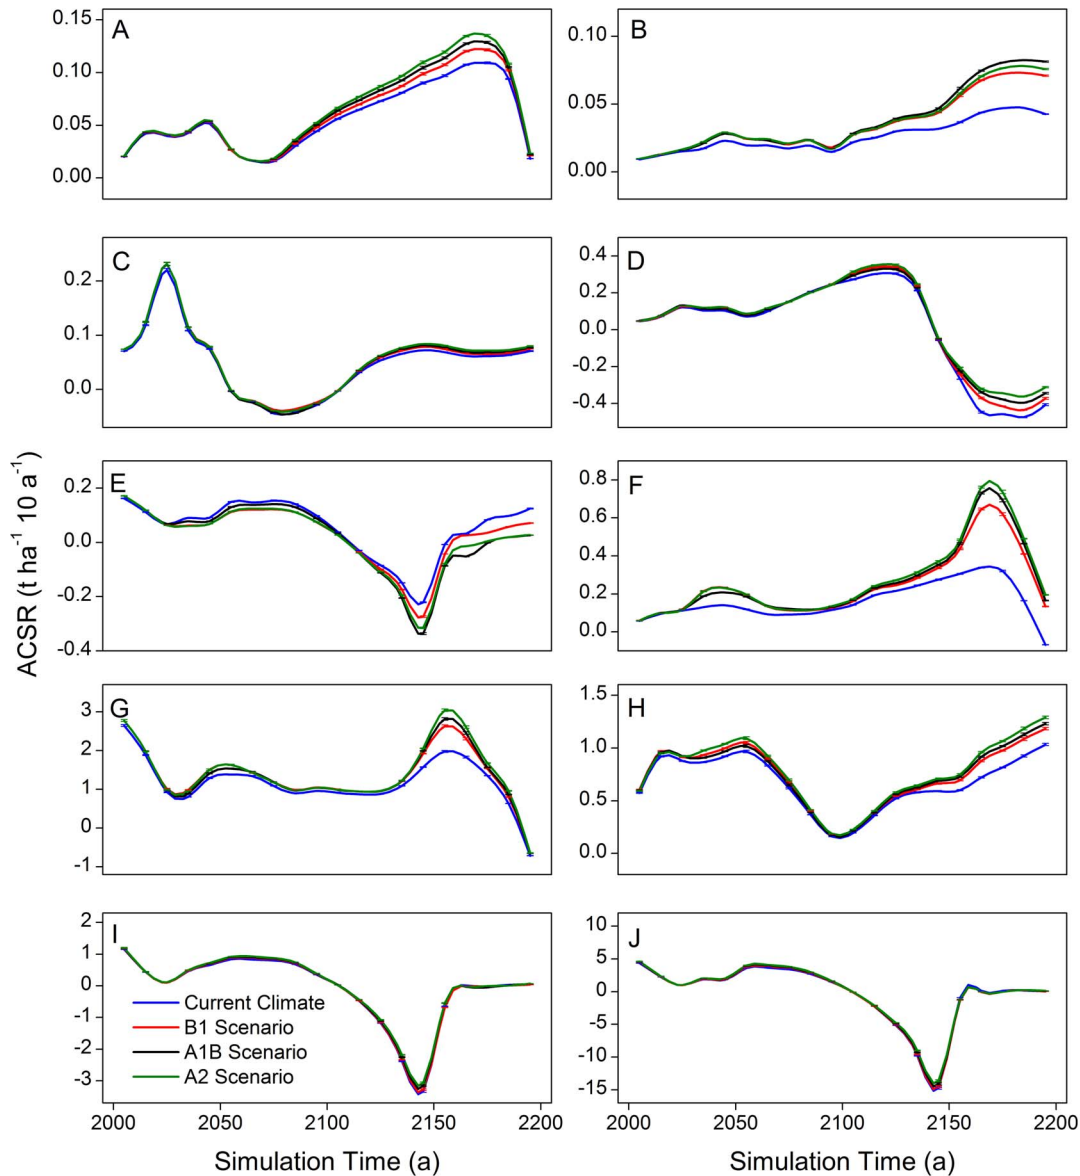 A
0.15
0.10
0.05
0.00
B
0.10
0.05
0.00
C
0.2
0.1
0.0
D
0.4
0.2
0.0
-0.2
-0.4
E
0.2
0.0
-0.2
-0.4
F
0.8
0.6
0.4
0.2
0.0
ACSR (t ha⁻¹ 10 a⁻¹)
G
3
2
1
0
-1
H
1.5
1.0
0.5
0.0
I
2
1
0
-1
-2
-3
Current Climate
B1 Scenario
A1B Scenario
A2 Scenario
J
10
5
0
-5
-10
-15
2000 2050 2100 2150 2200
2000 2050 2100 2150 2200
Simulation Time (a)
Simulation Time (a)